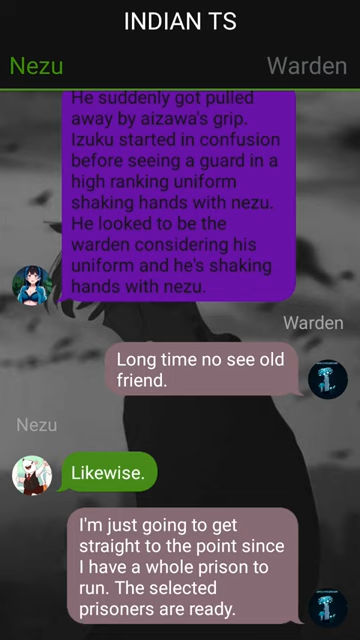 INDIAN TS
Nezu
Warden
He suddenly got pulled
away by aizawa's grip.
Izuku started in confusion
before seeing a guard in a
high ranking uniform
shaking hands with nezu.
He looked to be the
warden considering his
uniform and he's shaking
hands with nezu.
Warden
Long time no see old
friend.
Nezu
Likewise.
I'm just going to get
straight to the point since
I have a whole prison to
run. The selected
prisoners are ready.